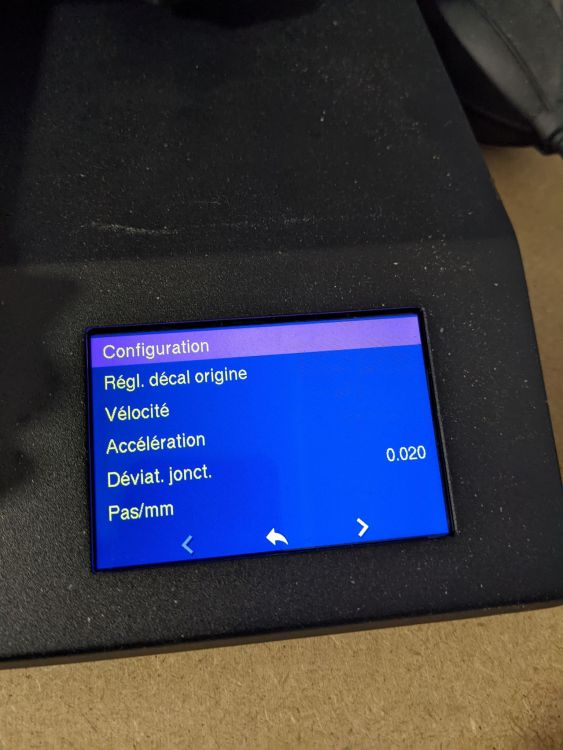 Configuration
Régl. décal origine
Vélocité
Accélération
Déviat. jonct. 0.020
Pas/mm